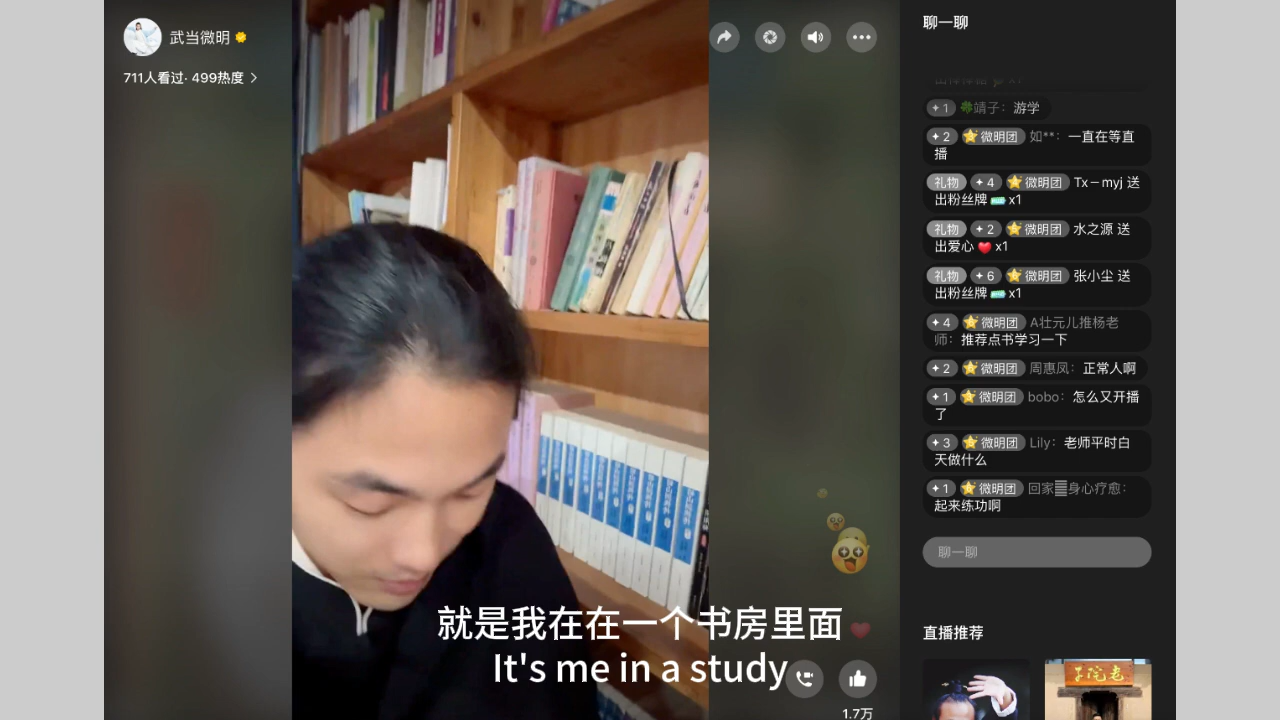 武当微明
711人看过· 499热度
就是我在在一个书房里面
It's me in a study
1.7万
聊一聊
+1 靖子： 游学
+2 微明团 如**： 一直在等直
播
礼物 +4 微明团 Tx－myj 送
出粉丝牌 x1
礼物 +2 微明团 水之源 送
出爱心 x1
礼物 +6 微明团 张小尘 送
出粉丝牌 x1
+4 微明团 A壮元儿推杨老
师： 推荐点书学习一下
+2 微明团 周惠凤： 正常人啊
+1 微明团 bobo： 怎么又开播
了
+3 微明团 Lily： 老师平时白
天做什么
+1 微明团 回家䷁身心疗愈：
起来练功啊
聊一聊
直播推荐